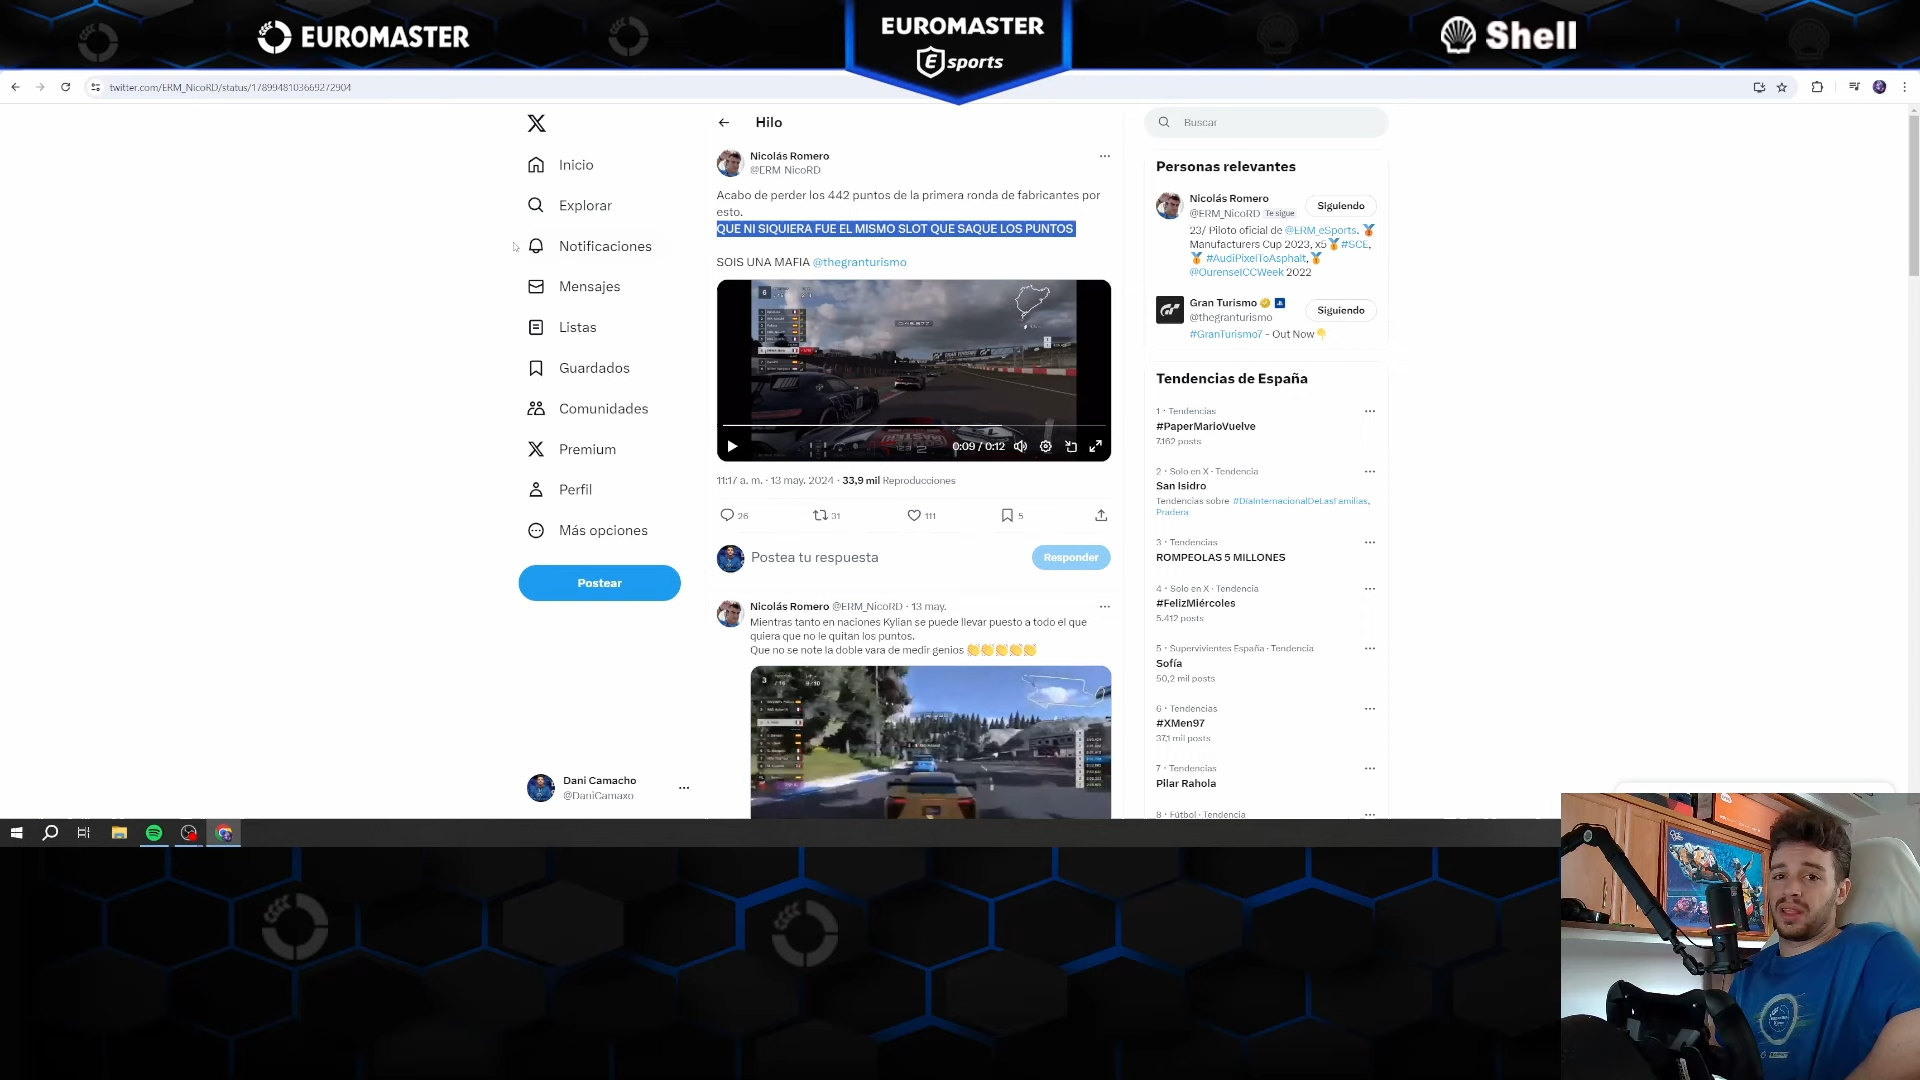 EUROMASTER
EUROMASTER
Esports
Shell
twitter.com/ERM_NicoRD/status/1789948103669272904
Inicio
Explorar
Notificaciones
Mensajes
Listas
Guardados
Comunidades
Premium
Perfil
Más opciones
Postear
Dani Camacho
@DaniCamaxo
Hilo
Nicolás Romero
@ERM_NicoRD
Acabo de perder los 442 puntos de la primera ronda de fabricantes por
esto.
QUE NI SIQUIERA FUE EL MISMO SLOT QUE SAQUE LOS PUNTOS
SOIS UNA MAFIA @thegranturismo
6
0:09 / 0:12
11:17 a. m. · 13 may. 2024 · 33,9 mil Reproducciones
26
31
111
5
Postea tu respuesta
Responder
Nicolás Romero @ERM_NicoRD · 13 may.
Mientras tanto en naciones Kylian se puede llevar puesto a todo el que
quiera que no le quitan los puntos.
Que no se note la doble vara de medir genios 👏👏👏👏👏
3
Buscar
Personas relevantes
Nicolás Romero
@ERM_NicoRD Te sigue
Siguiendo
23/ Piloto oficial de @ERM_eSports. 🥉
Manufacturers Cup 2023, x5🥇#SCE,
🥇 #AudiPixelToAsphalt,🥇
@OurenseICCWeek 2022
Gran Turismo
@thegranturismo
Siguiendo
#GranTurismo7 - Out Now👇
Tendencias de España
1 · Tendencias
#PaperMarioVuelve
7.162 posts
2 · Solo en X · Tendencia
San Isidro
Tendencias sobre #DíaInternacionalDeLasFamilias,
Pradera
3 · Tendencias
ROMPEOLAS 5 MILLONES
4 · Solo en X · Tendencia
#FelizMiércoles
5.412 posts
5 · Supervivientes España · Tendencia
Sofía
50,2 mil posts
6 · Tendencias
#XMen97
37,1 mil posts
7 · Tendencias
Pilar Rahola
8 · Fútbol · Tendencia